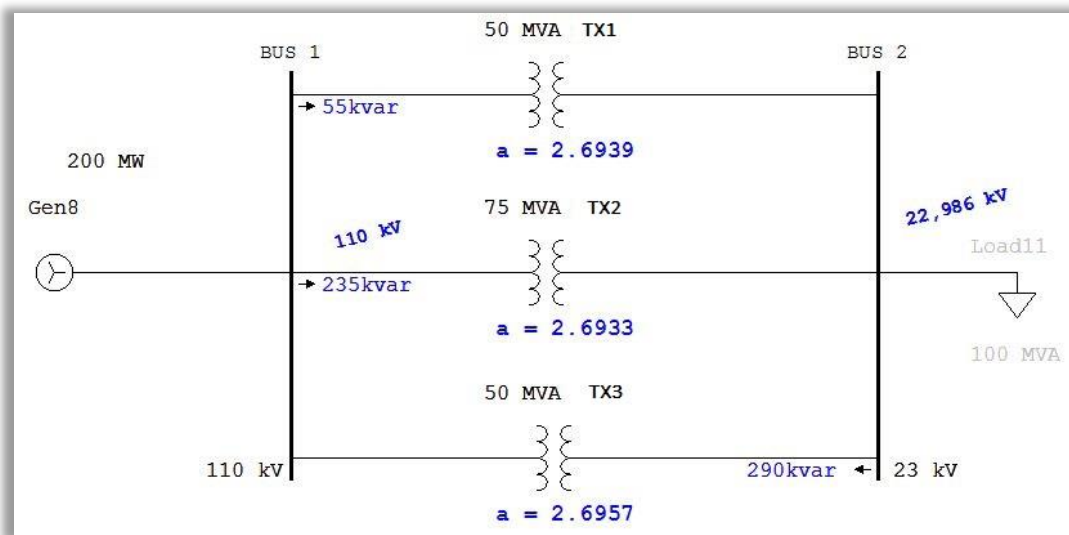 50 MVA TX1
BUS 1
BUS 2
55kvar
a = 2.6939
200 MW
75 MVA TX2
Gen8
110 kV
22,986 kV
Load11
235kvar
a = 2.6933
100 MVA
50 MVA TX3
110 kV
290kvar
23 kV
a = 2.6957